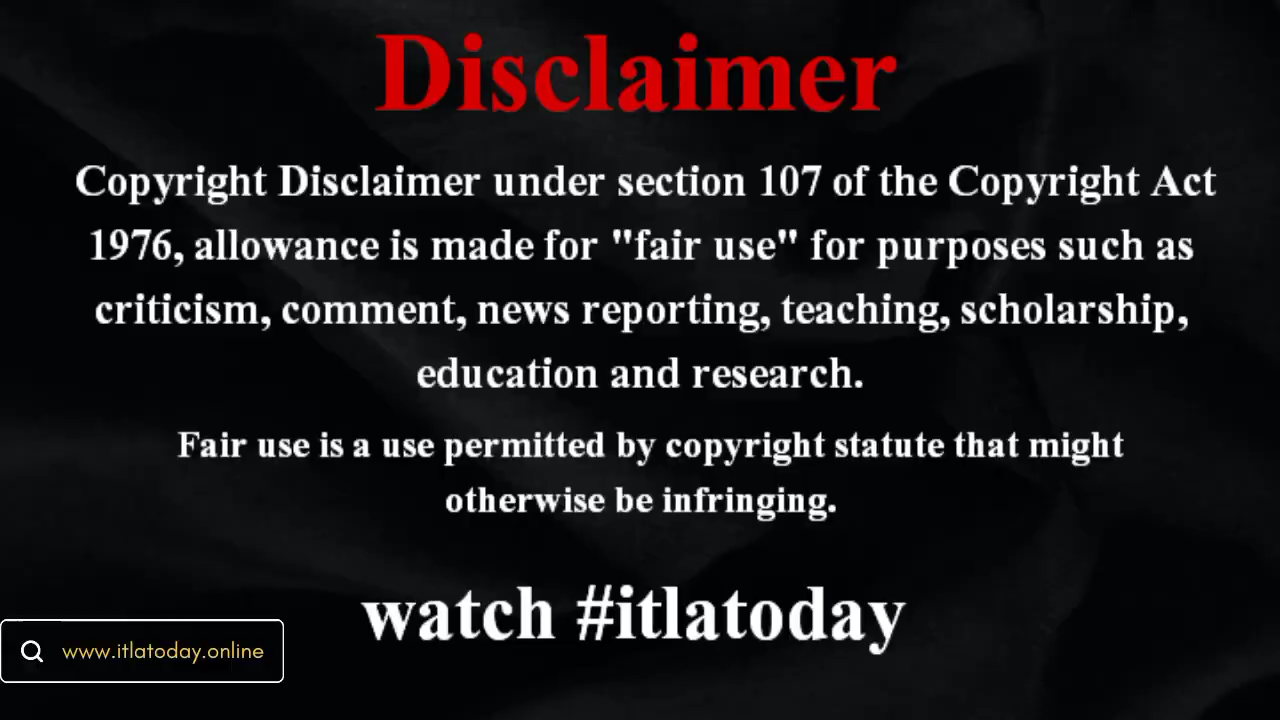 Disclaimer
Copyright Disclaimer under section 107 of the Copyright Act
1976, allowance is made for "fair use" for purposes such as
criticism, comment, news reporting, teaching, scholarship,
education and research.
Fair use is a use permitted by copyright statute that might
otherwise be infringing.
watch #itlatoday
www.itlatoday.online